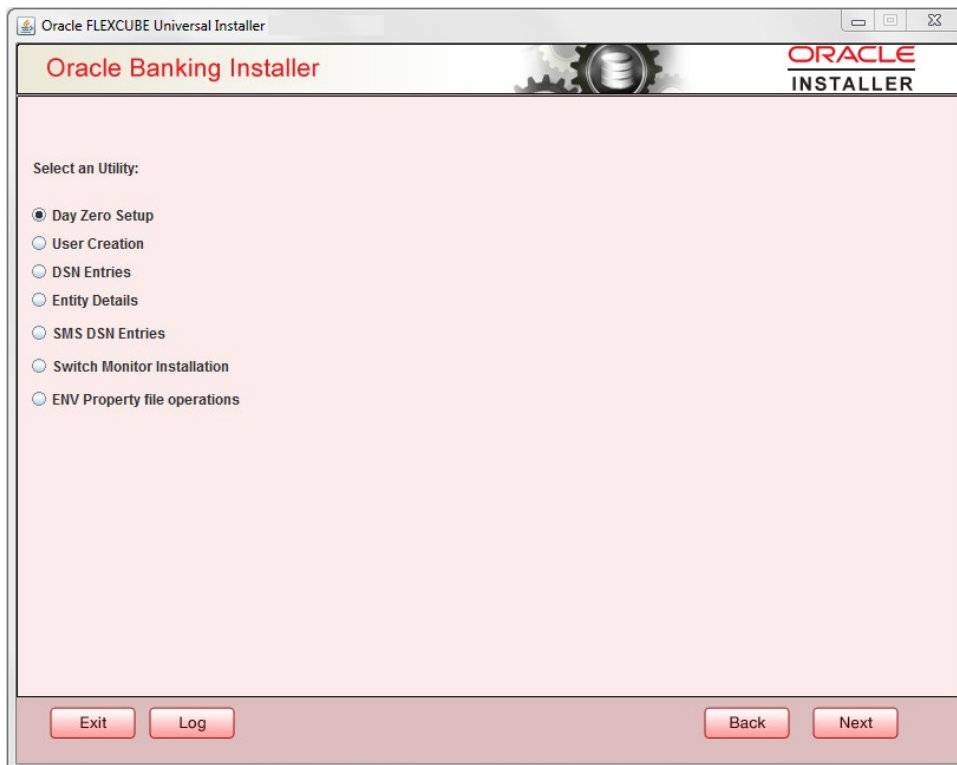 Oracle FLEXCUBE Universal Installer
Oracle Banking Installer
ORACLE
INSTALLER
Select an Utility:
Day Zero Setup
User Creation
DSN Entries
Entity Details
SMS DSN Entries
Switch Monitor Installation
ENV Property file operations
Exit
Log
Back
Next